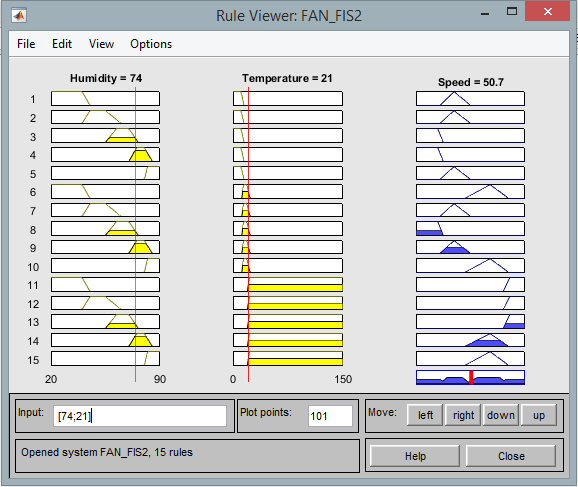 Rule Viewer: FAN_FIS2
File Edit View Options
Humidity = 74 Temperature = 21 Speed = 50.7
1
2
3
4
5
6
7
8
9
10
11
12
13
14
15
20 90 0 150
Input: [74;21] Plot points: 101 Move: left right down up
Opened system FAN_FIS2, 15 rules
Help Close